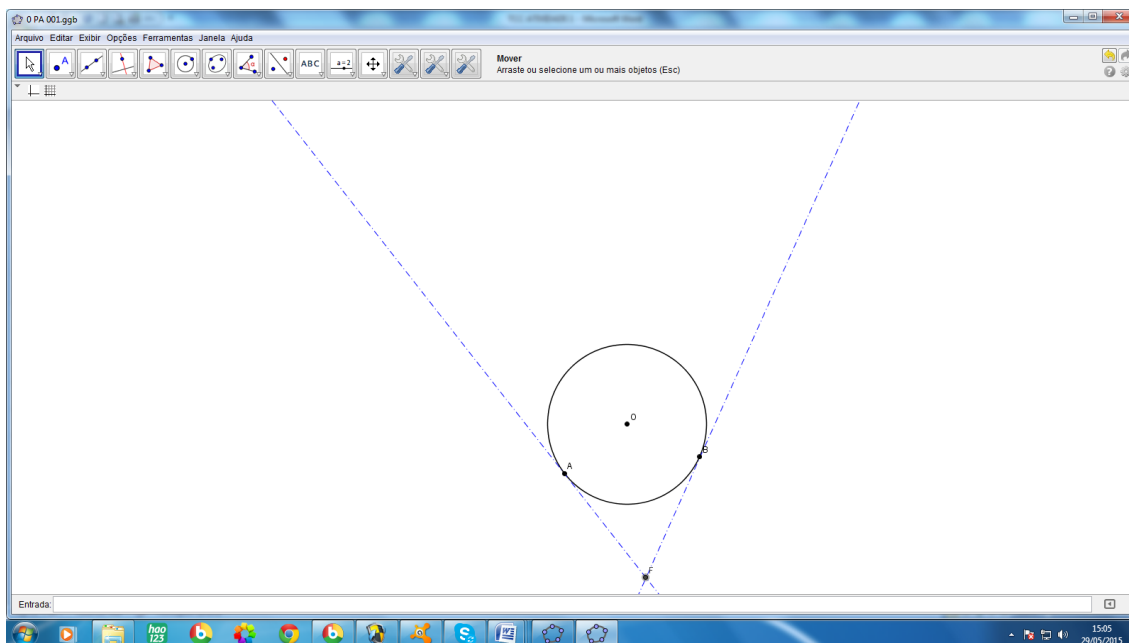 0 PA 001.ggb
Arquivo Editar Exibir Opções Ferramentas Janela Ajuda
A
ABC
a=2
Mover
Arraste ou selecione um ou mais objetos (Esc)
O
B
A
F
Entrada:
hao
123
15:05
29/05/2015